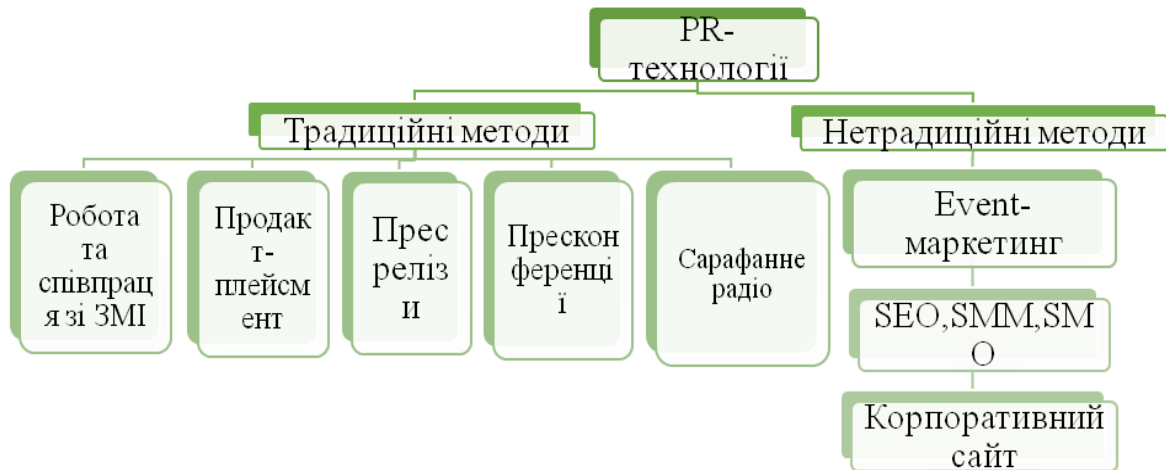 PR-
технології
Традиційні методи
Нетрадиційні методи
Робота
та
співпрац
я зі ЗМІ
Продак
т-
плейсм
ент
Прес
реліз
и
Прескон
ференці
ї
Сарафанне
радіо
Event-
маркетинг
SEO,SMM,SM
O
Корпоративний
сайт